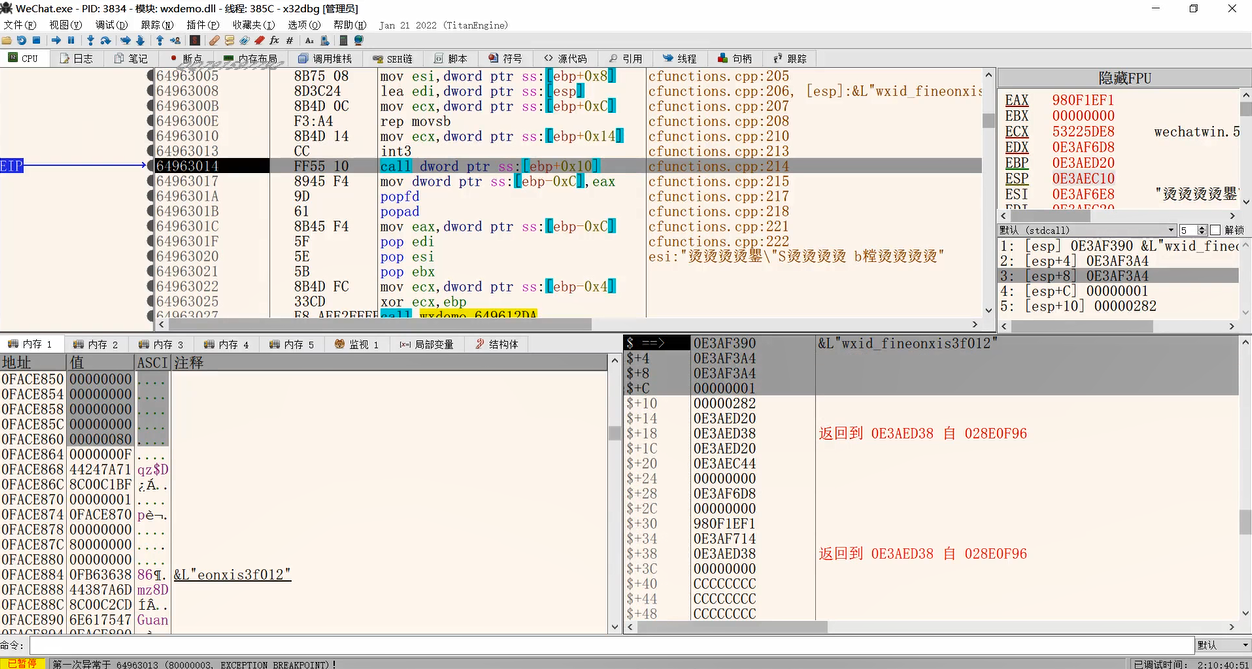 WeChat.exe - PID: 3834 - 模块: wxdemo.dll - 线程: 385C - x32dbg [管理员]
文件(F) 视图(V) 调试(D) 跟踪(N) 插件(P) 收藏夹(I) 选项(O) 帮助(H) Jan 21 2022 (TitanEngine)
CPU 日志 笔记 断点 内存布局 调用堆栈 SEH链 脚本 符号 源代码 引用 线程 句柄 跟踪
64963005 8B75 08 mov esi,dword ptr ss:[ebp+0x8] cfunctions.cpp:205
64963008 8D3C24 lea edi,dword ptr ss:[esp] cfunctions.cpp:206, [esp]:&L"wxid_fineonxis
6496300B 8B4D 0C mov ecx,dword ptr ss:[ebp+0xC] cfunctions.cpp:207
6496300E F3:A4 rep movsb cfunctions.cpp:208
64963010 8B4D 14 mov ecx,dword ptr ss:[ebp+0x14] cfunctions.cpp:210
64963013 CC int3 cfunctions.cpp:213
EIP 64963014 FF55 10 call dword ptr ss:[ebp+0x10] cfunctions.cpp:214
64963017 8945 F4 mov dword ptr ss:[ebp-0xC],eax cfunctions.cpp:215
6496301A 9D popfd cfunctions.cpp:217
6496301B 61 popad cfunctions.cpp:218
6496301C 8B45 F4 mov eax,dword ptr ss:[ebp-0xC] cfunctions.cpp:221
6496301F 5F pop edi cfunctions.cpp:222
64963020 5E pop esi esi:"烫烫烫烫鑍\"S烫烫烫烫 b樘烫烫烫烫"
64963021 5B pop ebx
64963022 8B4D FC mov ecx,dword ptr ss:[ebp-0x4]
64963025 33CD xor ecx,ebp
64963027 call wxdemo.649612DA
隐藏FPU
EAX 980F1EF1
EBX 00000000
ECX 53225DE8 wechatwin.5
EDX 0E3AF6D8
EBP 0E3AED20
ESP 0E3AEC10
ESI 0E3AF6E8 "烫烫烫烫
默认 (stdcall) 5 解锁
1: [esp] 0E3AF390 &L"wxid_fineo
2: [esp+4] 0E3AF3A4
3: [esp+8] 0E3AF3A4
4: [esp+C] 00000001
5: [esp+10] 00000282
内存 1 内存 2 内存 3 内存 4 内存 5 监视 1 局部变量 结构体
地址 值 ASCI 注释
0FACE850 00000000 ....
0FACE854 00000000 ....
0FACE858 00000000 ....
0FACE85C 00000000 ....
0FACE860 00000080 ....
0FACE864 0000000F ....
0FACE868 44247A71 qz$D
0FACE86C 8C00C1BF ¿Á..
0FACE870 00000001 ....
0FACE874 0FACE870 pè¬.
0FACE878 00000000 ....
0FACE87C 80000000 ....
0FACE880 00000000 ....
0FACE884 0FB63638 86¶. &L"eonxis3f012"
0FACE888 44387A6D mz8D
0FACE88C 8C00C2CD ÍÂ..
0FACE890 6E617547 Guan
$ ==> 0E3AF390 &L"wxid_fineonxis3f012"
$+4 0E3AF3A4
$+8 0E3AF3A4
$+C 00000001
$+10 00000282
$+14 0E3AED20
$+18 0E3AED38 返回到 0E3AED38 自 028E0F96
$+1C 0E3AED20
$+20 0E3AEC44
$+24 00000000
$+28 0E3AF6D8
$+2C 00000000
$+30 980F1EF1
$+34 0E3AF714
$+38 0E3AED38 返回到 0E3AED38 自 028E0F96
$+3C 00000000
$+40 CCCCCCCC
$+44 CCCCCCCC
$+48 CCCCCCCC
命令: 默认
已暂停 第一次异常于 64963013 (80000003, EXCEPTION_BREAKPOINT)! 已调试时间: 2:10:40:51